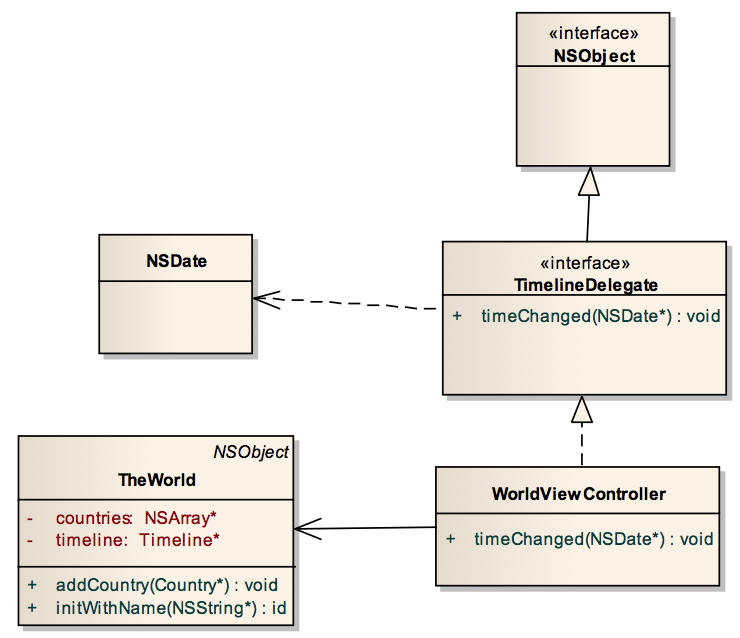 «interface»
NSObject
NSDate
«interface»
TimelineDelegate
+ timeChanged(NSDate*) : void
NSObject
TheWorld
- countries: NSArray*
- timeline: Timeline*
+ addCountry(Country*) : void
+ initWithName(NSString*) : id
WorldViewController
+ timeChanged(NSDate*) : void